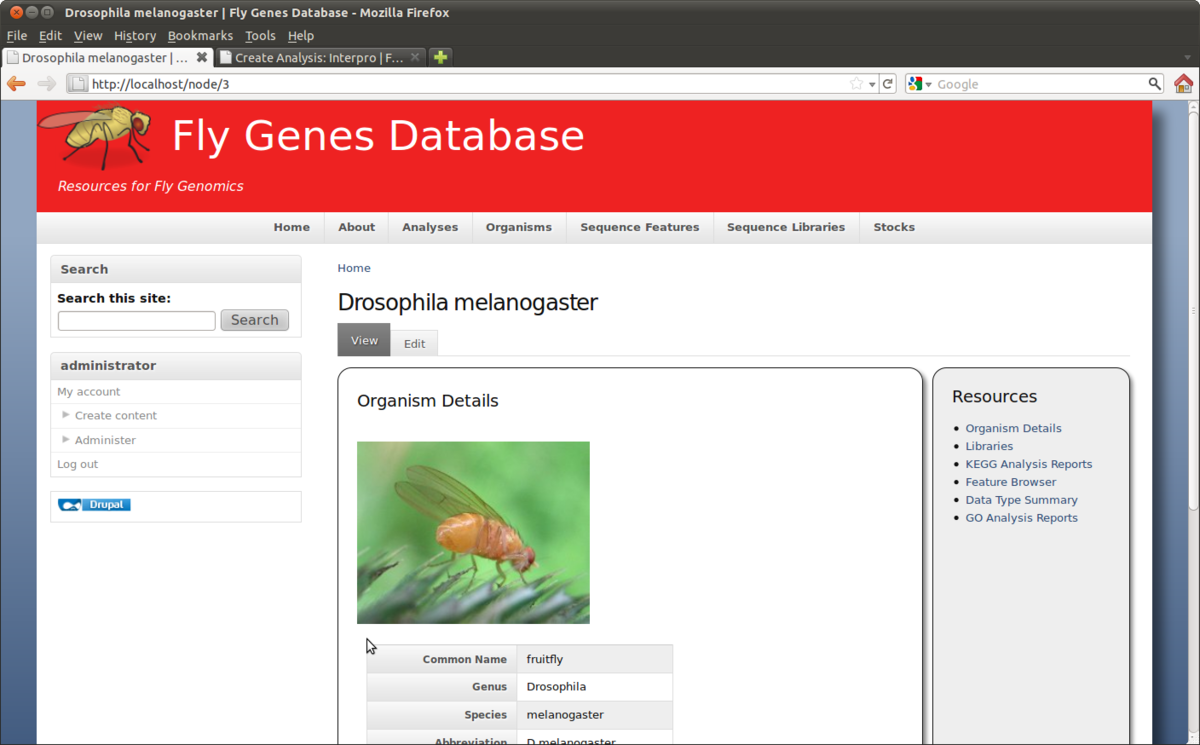 Drosophila melanogaster | Fly Genes Database - Mozilla Firefox
File Edit View History Bookmarks Tools Help
Drosophila melanogaster | ... Create Analysis: Interpro | F...
http://localhost/node/3 Google
Fly Genes Database
Resources for Fly Genomics
Home About Analyses Organisms Sequence Features Sequence Libraries Stocks
Search
Search this site:
Search
administrator
My account
Create content
Administer
Log out
Drupal
Home
Drosophila melanogaster
View Edit
Organism Details
Common Name fruitfly
Genus Drosophila
Species melanogaster
Abbreviation D.melanogaster
Resources
Organism Details
Libraries
KEGG Analysis Reports
Feature Browser
Data Type Summary
GO Analysis Reports